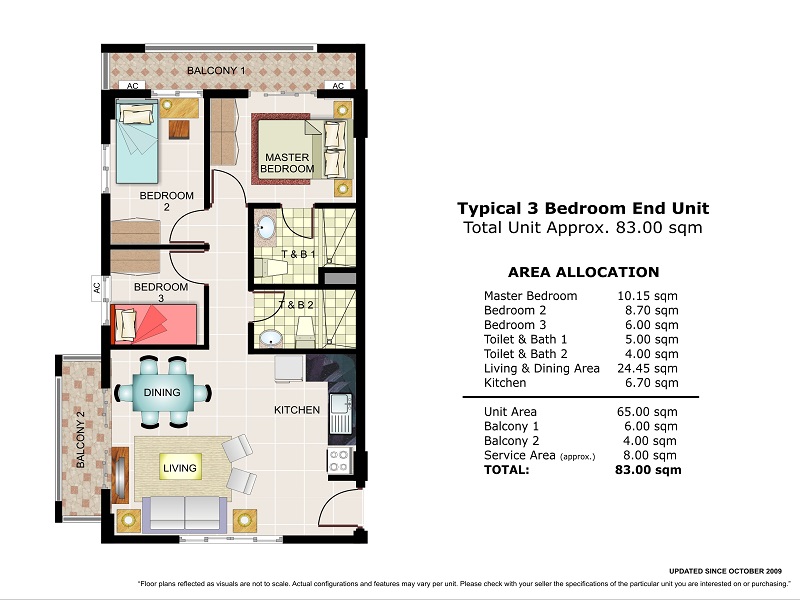 BALCONY 1
AC
AC
MASTER
BEDROOM
BEDROOM
2
T & B 1
BEDROOM
3
AC
T & B 2
DINING
KITCHEN
BALCONY 2
LIVING
Typical 3 Bedroom End Unit
Total Unit Approx. 83.00 sqm
AREA ALLOCATION
Master Bedroom 10.15 sqm
Bedroom 2 8.70 sqm
Bedroom 3 6.00 sqm
Toilet & Bath 1 5.00 sqm
Toilet & Bath 2 4.00 sqm
Living & Dining Area 24.45 sqm
Kitchen 6.70 sqm
Unit Area 65.00 sqm
Balcony 1 6.00 sqm
Balcony 2 4.00 sqm
Service Area (approx.) 8.00 sqm
TOTAL: 83.00 sqm
UPDATED SINCE OCTOBER 2009
"Floor plans reflected as visuals are not to scale. Actual configurations and features may vary per unit. Please check with your seller the specifications of the particular unit you are interested on or purchasing."